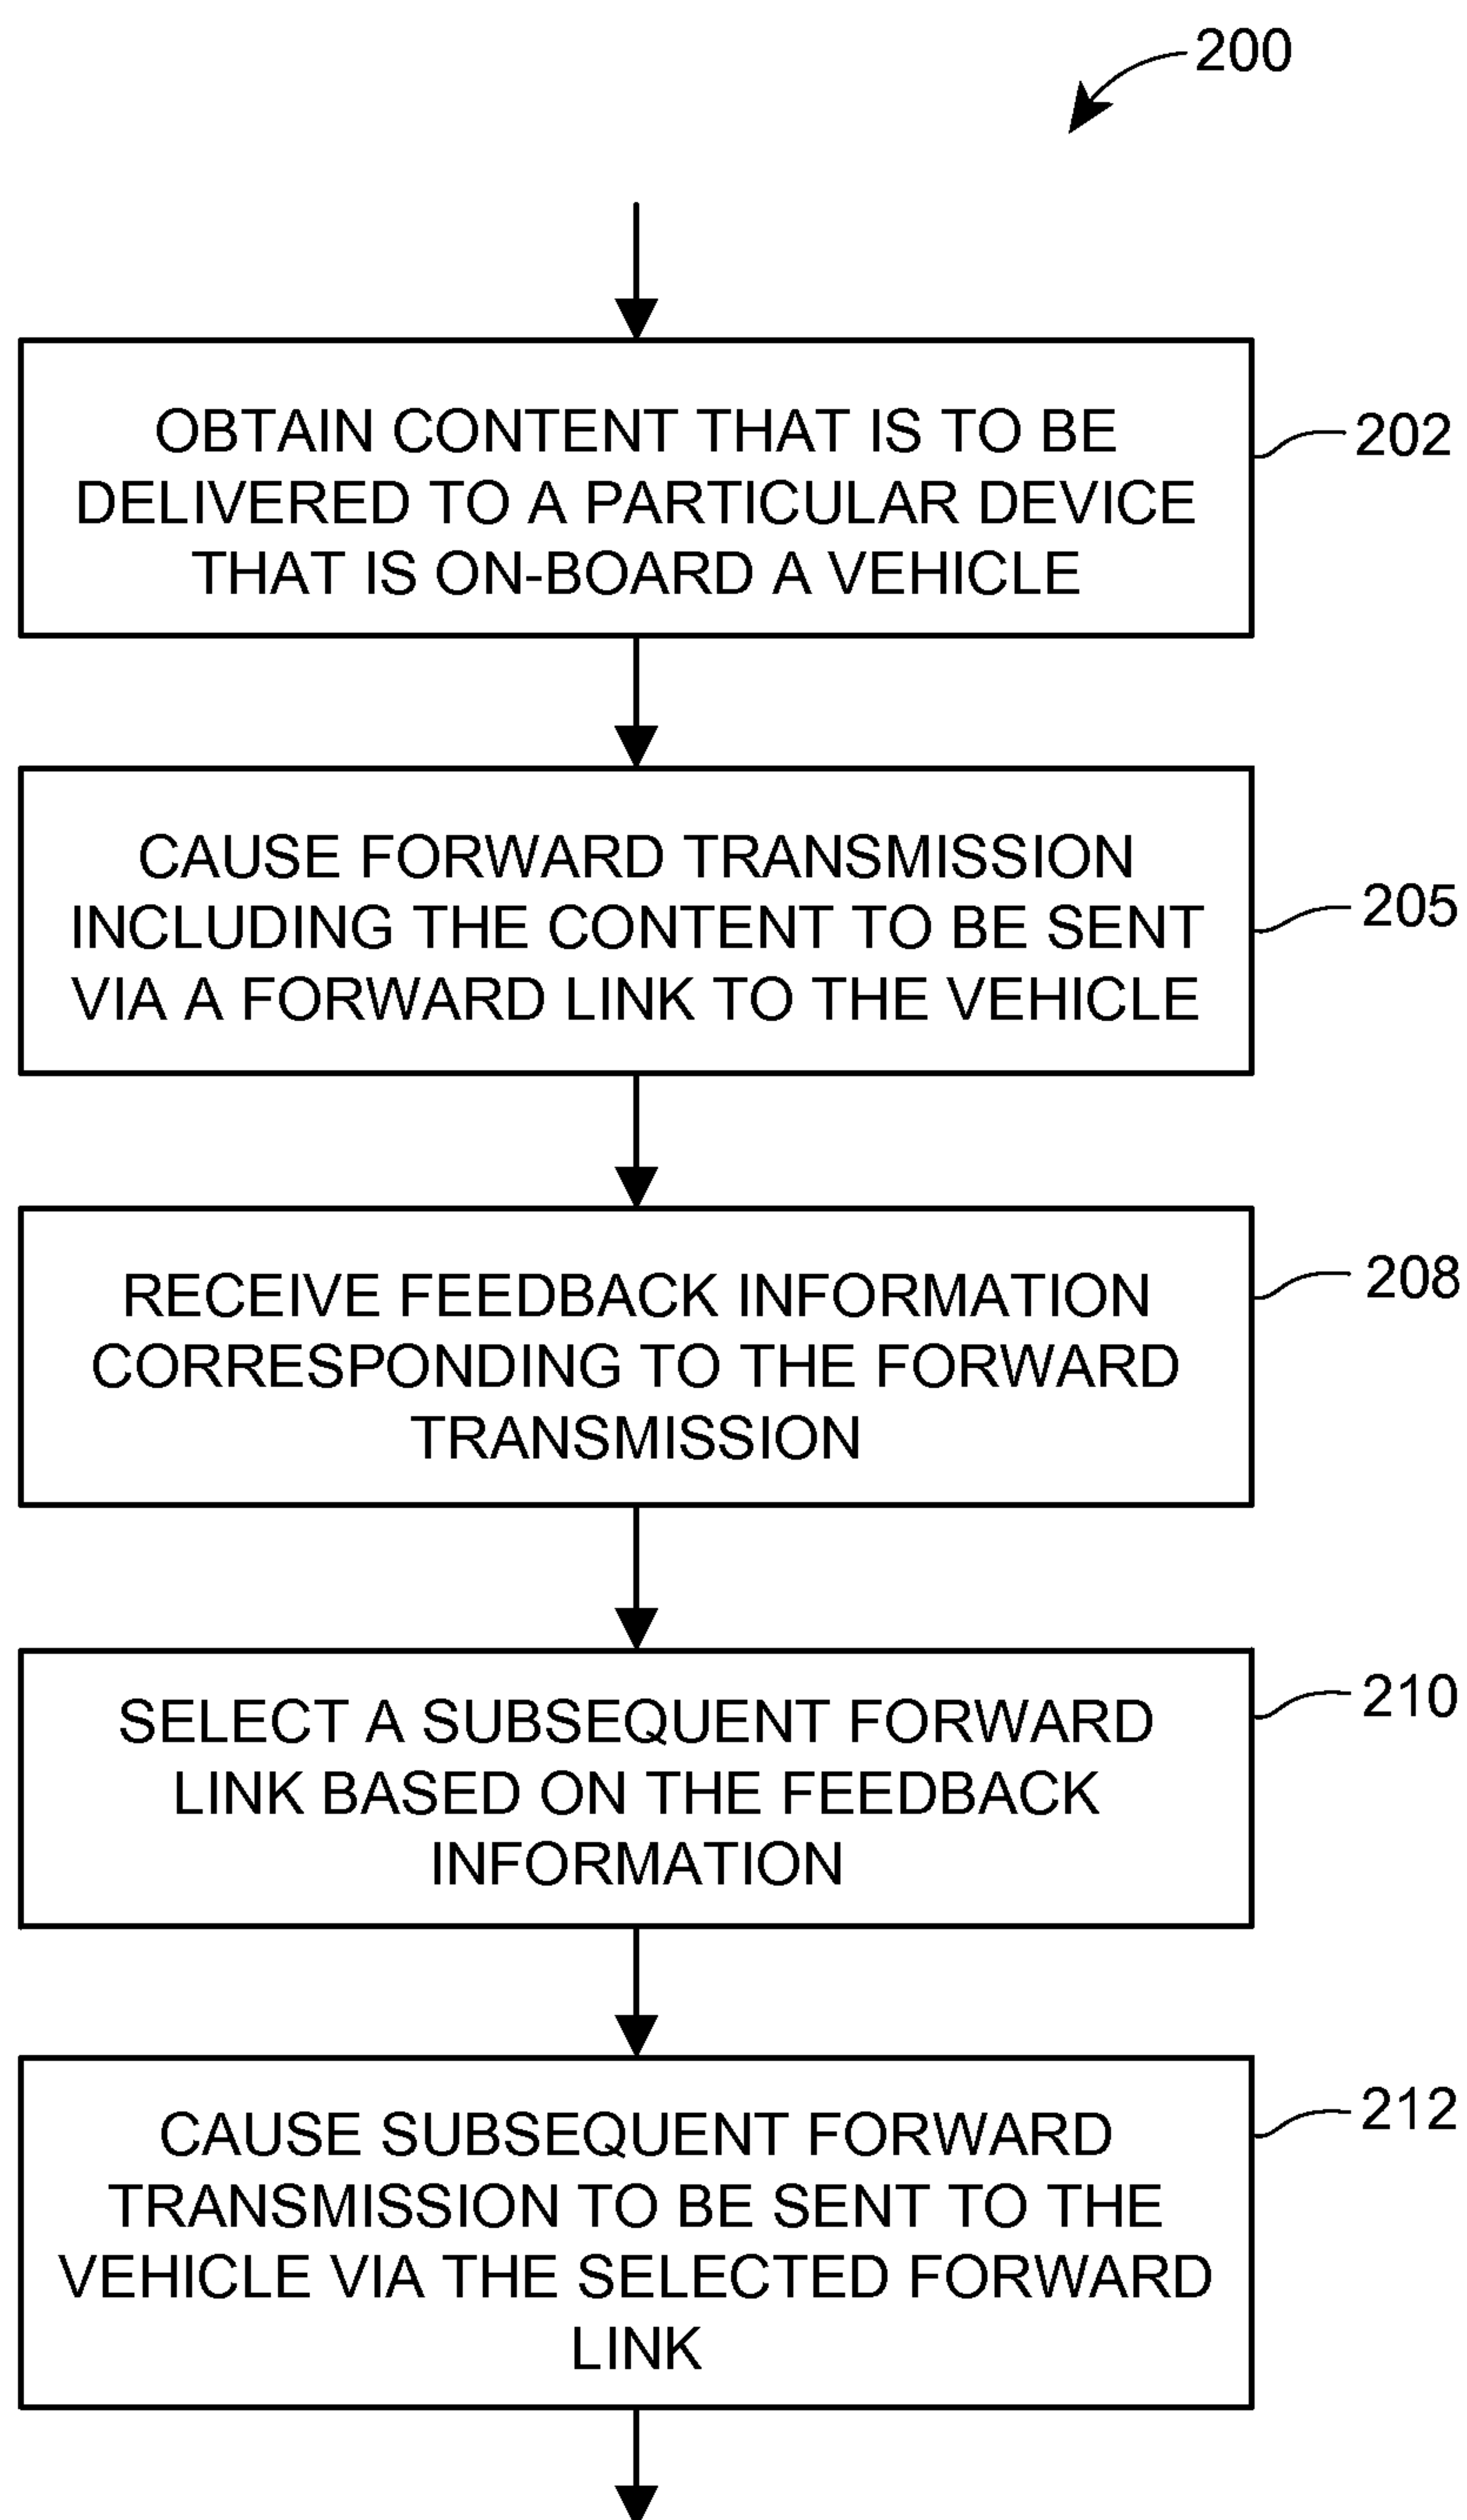 200
OBTAIN CONTENT THAT IS TO BE
DELIVERED TO A PARTICULAR DEVICE
THAT IS ON-BOARD A VEHICLE
202
CAUSE FORWARD TRANSMISSION
INCLUDING THE CONTENT TO BE SENT
VIA A FORWARD LINK TO THE VEHICLE
205
RECEIVE FEEDBACK INFORMATION
CORRESPONDING TO THE FORWARD
TRANSMISSION
208
SELECT A SUBSEQUENT FORWARD
LINK BASED ON THE FEEDBACK
INFORMATION
210
CAUSE SUBSEQUENT FORWARD
TRANSMISSION TO BE SENT TO THE
VEHICLE VIA THE SELECTED FORWARD
LINK
212